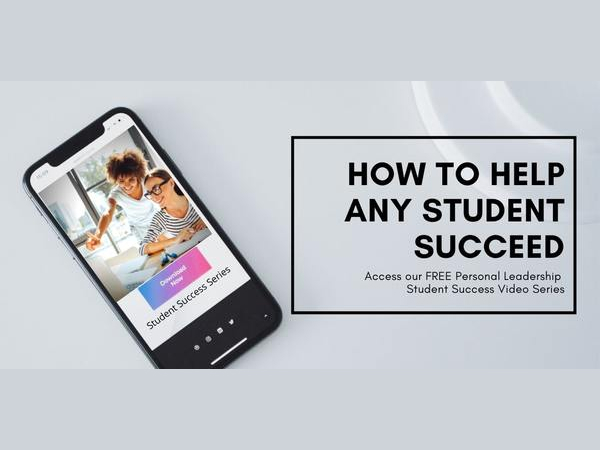 Download
Now
Student Success Series
HOW TO HELP
ANY STUDENT
SUCCEED
Access our FREE Personal Leadership
Student Success Video Series